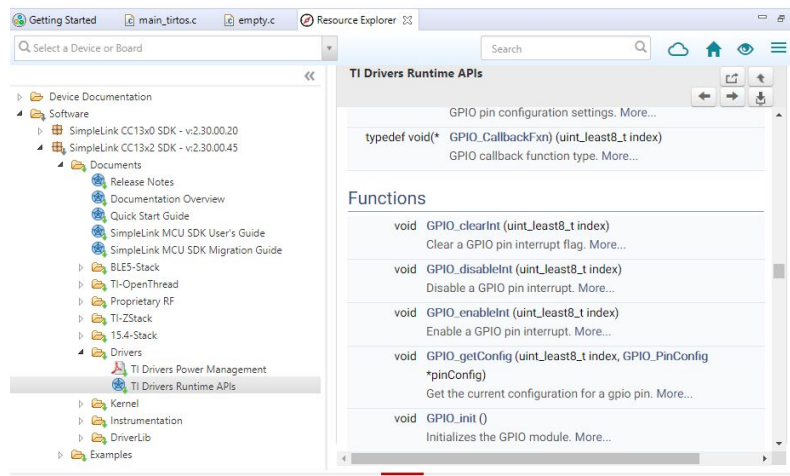 Getting Started
main_tirtos.c
empty.c
Resource Explorer
Select a Device or Board
Search
Device Documentation
Software
SimpleLink CC13x0 SDK - v:2.30.00.20
SimpleLink CC13x2 SDK - v:2.30.00.45
Documents
Release Notes
Documentation Overview
Quick Start Guide
SimpleLink MCU SDK User's Guide
SimpleLink MCU SDK Migration Guide
BLE5-Stack
TI-OpenThread
Proprietary RF
TI-ZStack
15.4-Stack
Drivers
TI Drivers Power Management
TI Drivers Runtime APIs
Kernel
Instrumentation
DriverLib
Examples
TI Drivers Runtime APIs
GPIO pin configuration settings. More...
typedef void(* GPIO_CallbackFxn) (uint_least8_t index)
GPIO callback function type. More...
Functions
void GPIO_clearInt (uint_least8_t index)
Clear a GPIO pin interrupt flag. More...
void GPIO_disableInt (uint_least8_t index)
Disable a GPIO pin interrupt. More...
void GPIO_enableInt (uint_least8_t index)
Enable a GPIO pin interrupt. More...
void GPIO_getConfig (uint_least8_t index, GPIO_PinConfig
*pinConfig)
Get the current configuration for a gpio pin. More...
void GPIO_init ()
Initializes the GPIO module. More...